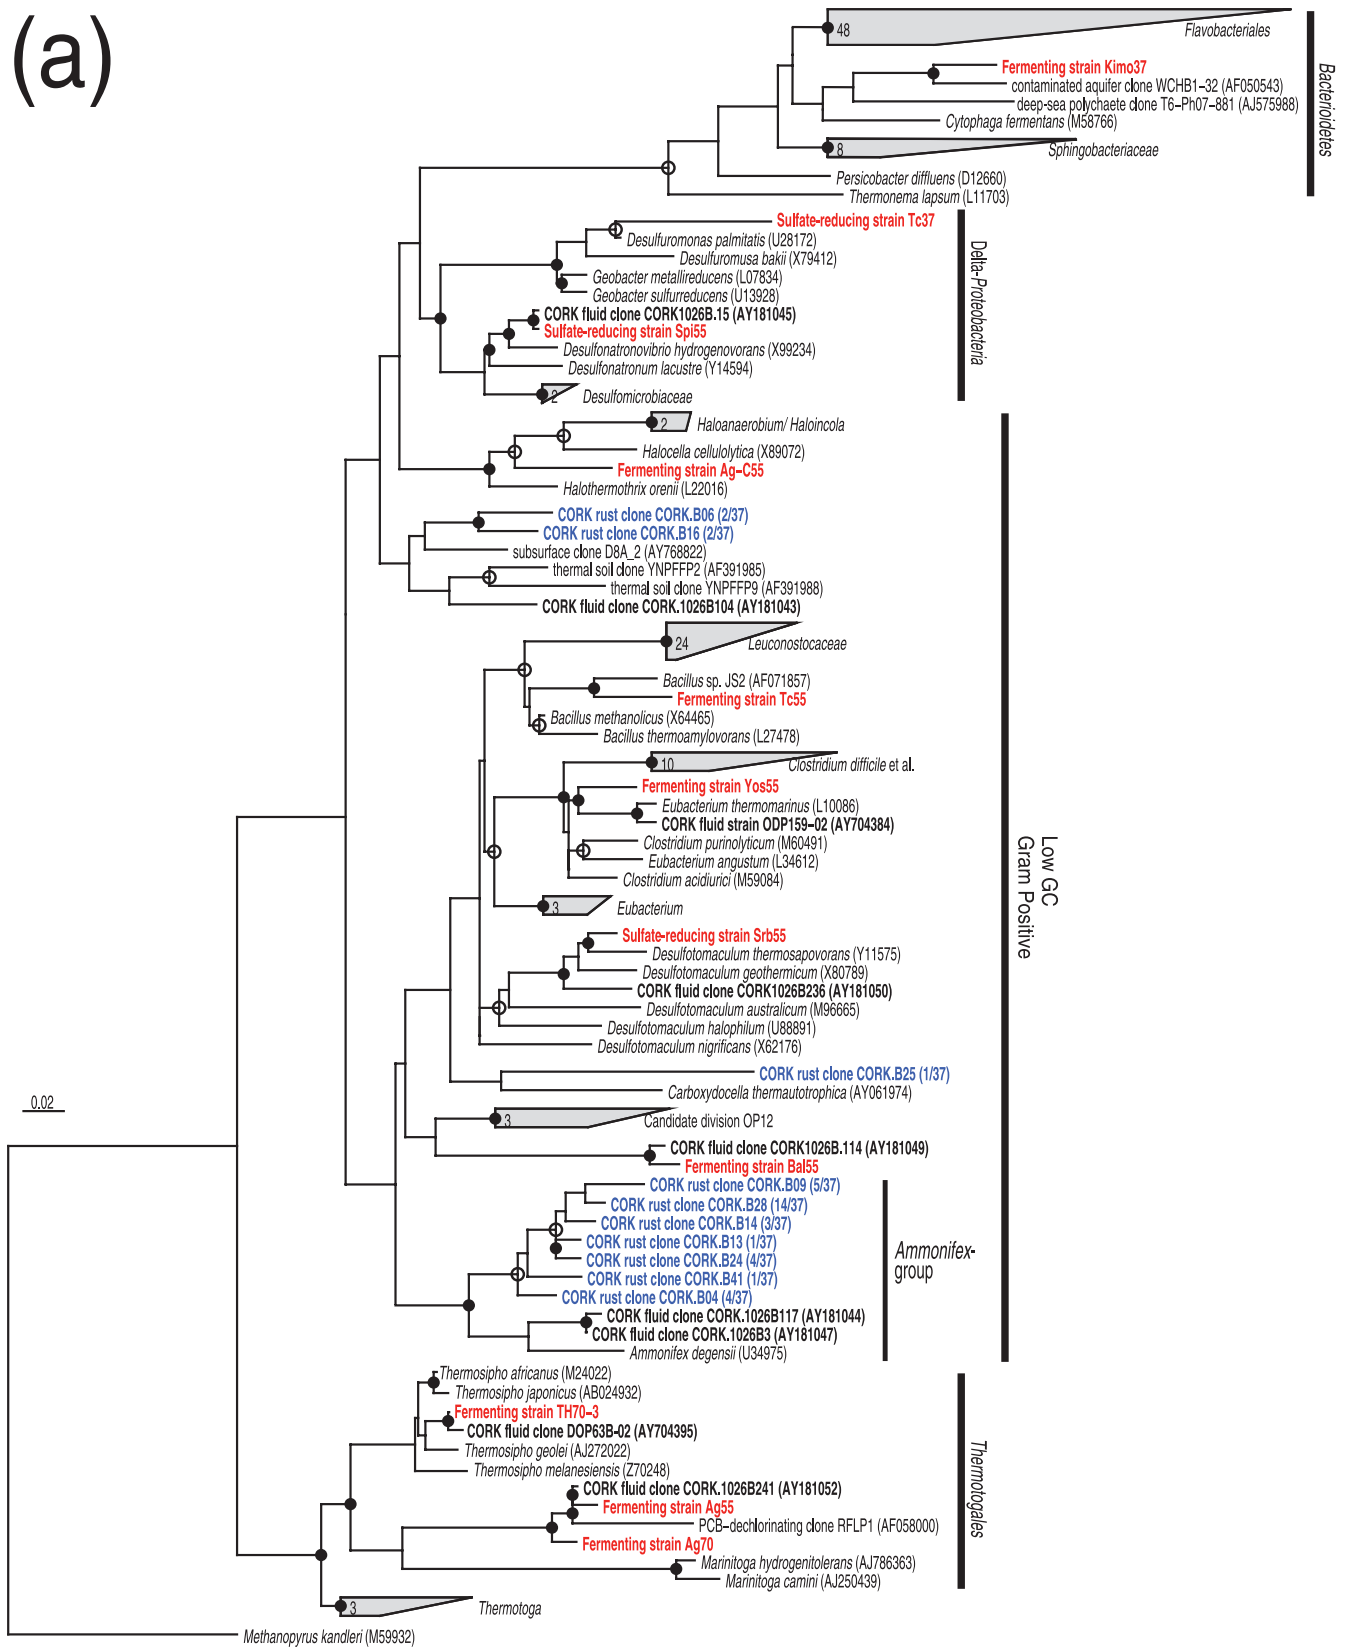 (a)
48
Flavobacteriales
Fermenting strain Kimo37
contaminated aquifer clone WCHB1-32 (AF050543)
deep-sea polychaete clone T6-Ph07-881 (AJ575988)
Cytophaga fermentans (M58766)
8
Sphingobacteriaceae
Persicobacter diffluens (D12660)
Thermonema lapsum (L11703)
Bacterioidetes
Sulfate-reducing strain Tc37
Desulfuromonas palmitatis (U28172)
Desulfuromusa bakii (X79412)
Geobacter metallireducens (L07834)
Geobacter sulfurreducens (U13928)
CORK fluid clone CORK1026B.15 (AY181045)
Sulfate-reducing strain Spi55
Desulfonatronovibrio hydrogenovorans (X99234)
Desulfonatronum lacustre (Y14594)
2
Desulfomicrobiaceae
Delta-Proteobacteria
2
Haloanaerobium/ Haloincola
Halocella cellulolytica (X89072)
Fermenting strain Ag-C55
Halothermothrix orenii (L22016)
CORK rust clone CORK.B06 (2/37)
CORK rust clone CORK.B16 (2/37)
subsurface clone D8A_2 (AY768822)
thermal soil clone YNPFFP2 (AF391985)
thermal soil clone YNPFFP9 (AF391988)
CORK fluid clone CORK.1026B104 (AY181043)
24
Leuconostocaceae
Bacillus sp. JS2 (AF071857)
Fermenting strain Tc55
Bacillus methanolicus (X64465)
Bacillus thermoamylovorans (L27478)
10
Clostridium difficile et al.
Fermenting strain Yos55
Eubacterium thermomarinus (L10086)
CORK fluid strain ODP159-02 (AY704384)
Clostridium purinolyticum (M60491)
Eubacterium angustum (L34612)
Clostridium acidiurici (M59084)
3
Eubacterium
Low GC
Gram Positive
Sulfate-reducing strain Srb55
Desulfotomaculum thermosapovorans (Y11575)
Desulfotomaculum geothermicum (X80789)
CORK fluid clone CORK1026B236 (AY181050)
Desulfotomaculum australicum (M96665)
Desulfotomaculum halophilum (U88891)
Desulfotomaculum nigrificans (X62176)
CORK rust clone CORK.B25 (1/37)
Carboxydocella thermautotrophica (AY061974)
0.02
3
Candidate division OP12
CORK fluid clone CORK1026B.114 (AY181049)
Fermenting strain Bal55
CORK rust clone CORK.B09 (5/37)
CORK rust clone CORK.B28 (14/37)
CORK rust clone CORK.B14 (3/37)
CORK rust clone CORK.B13 (1/37)
CORK rust clone CORK.B24 (4/37)
CORK rust clone CORK.B41 (1/37)
CORK rust clone CORK.B04 (4/37)
CORK fluid clone CORK.1026B117 (AY181044)
CORK fluid clone CORK.1026B3 (AY181047)
Ammonifex degensii (U34975)
Ammonifex-
group
Thermosipho africanus (M24022)
Thermosipho japonicus (AB024932)
Fermenting strain TH70-3
CORK fluid clone DOP63B-02 (AY704395)
Thermosipho geolei (AJ272022)
Thermosipho melanesiensis (Z70248)
CORK fluid clone CORK.1026B241 (AY181052)
Fermenting strain Ag55
PCB-dechlorinating clone RFLP1 (AF058000)
Fermenting strain Ag70
Marinitoga hydrogenitolerans (AJ786363)
Marinitoga camini (AJ250439)
3
Thermotoga
Thermotogales
Methanopyrus kandleri (M59932)